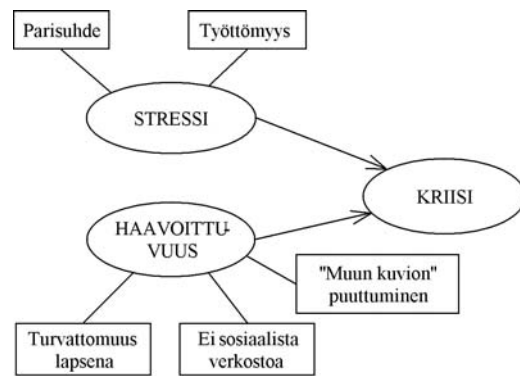 Parisuhde
Työttömyys
STRESSI
KRIISI
HAAVOITTU-
VUUS
"Muun kuvion"
puuttuminen
Turvattomuus
lapsena
Ei sosiaalista
verkostoa